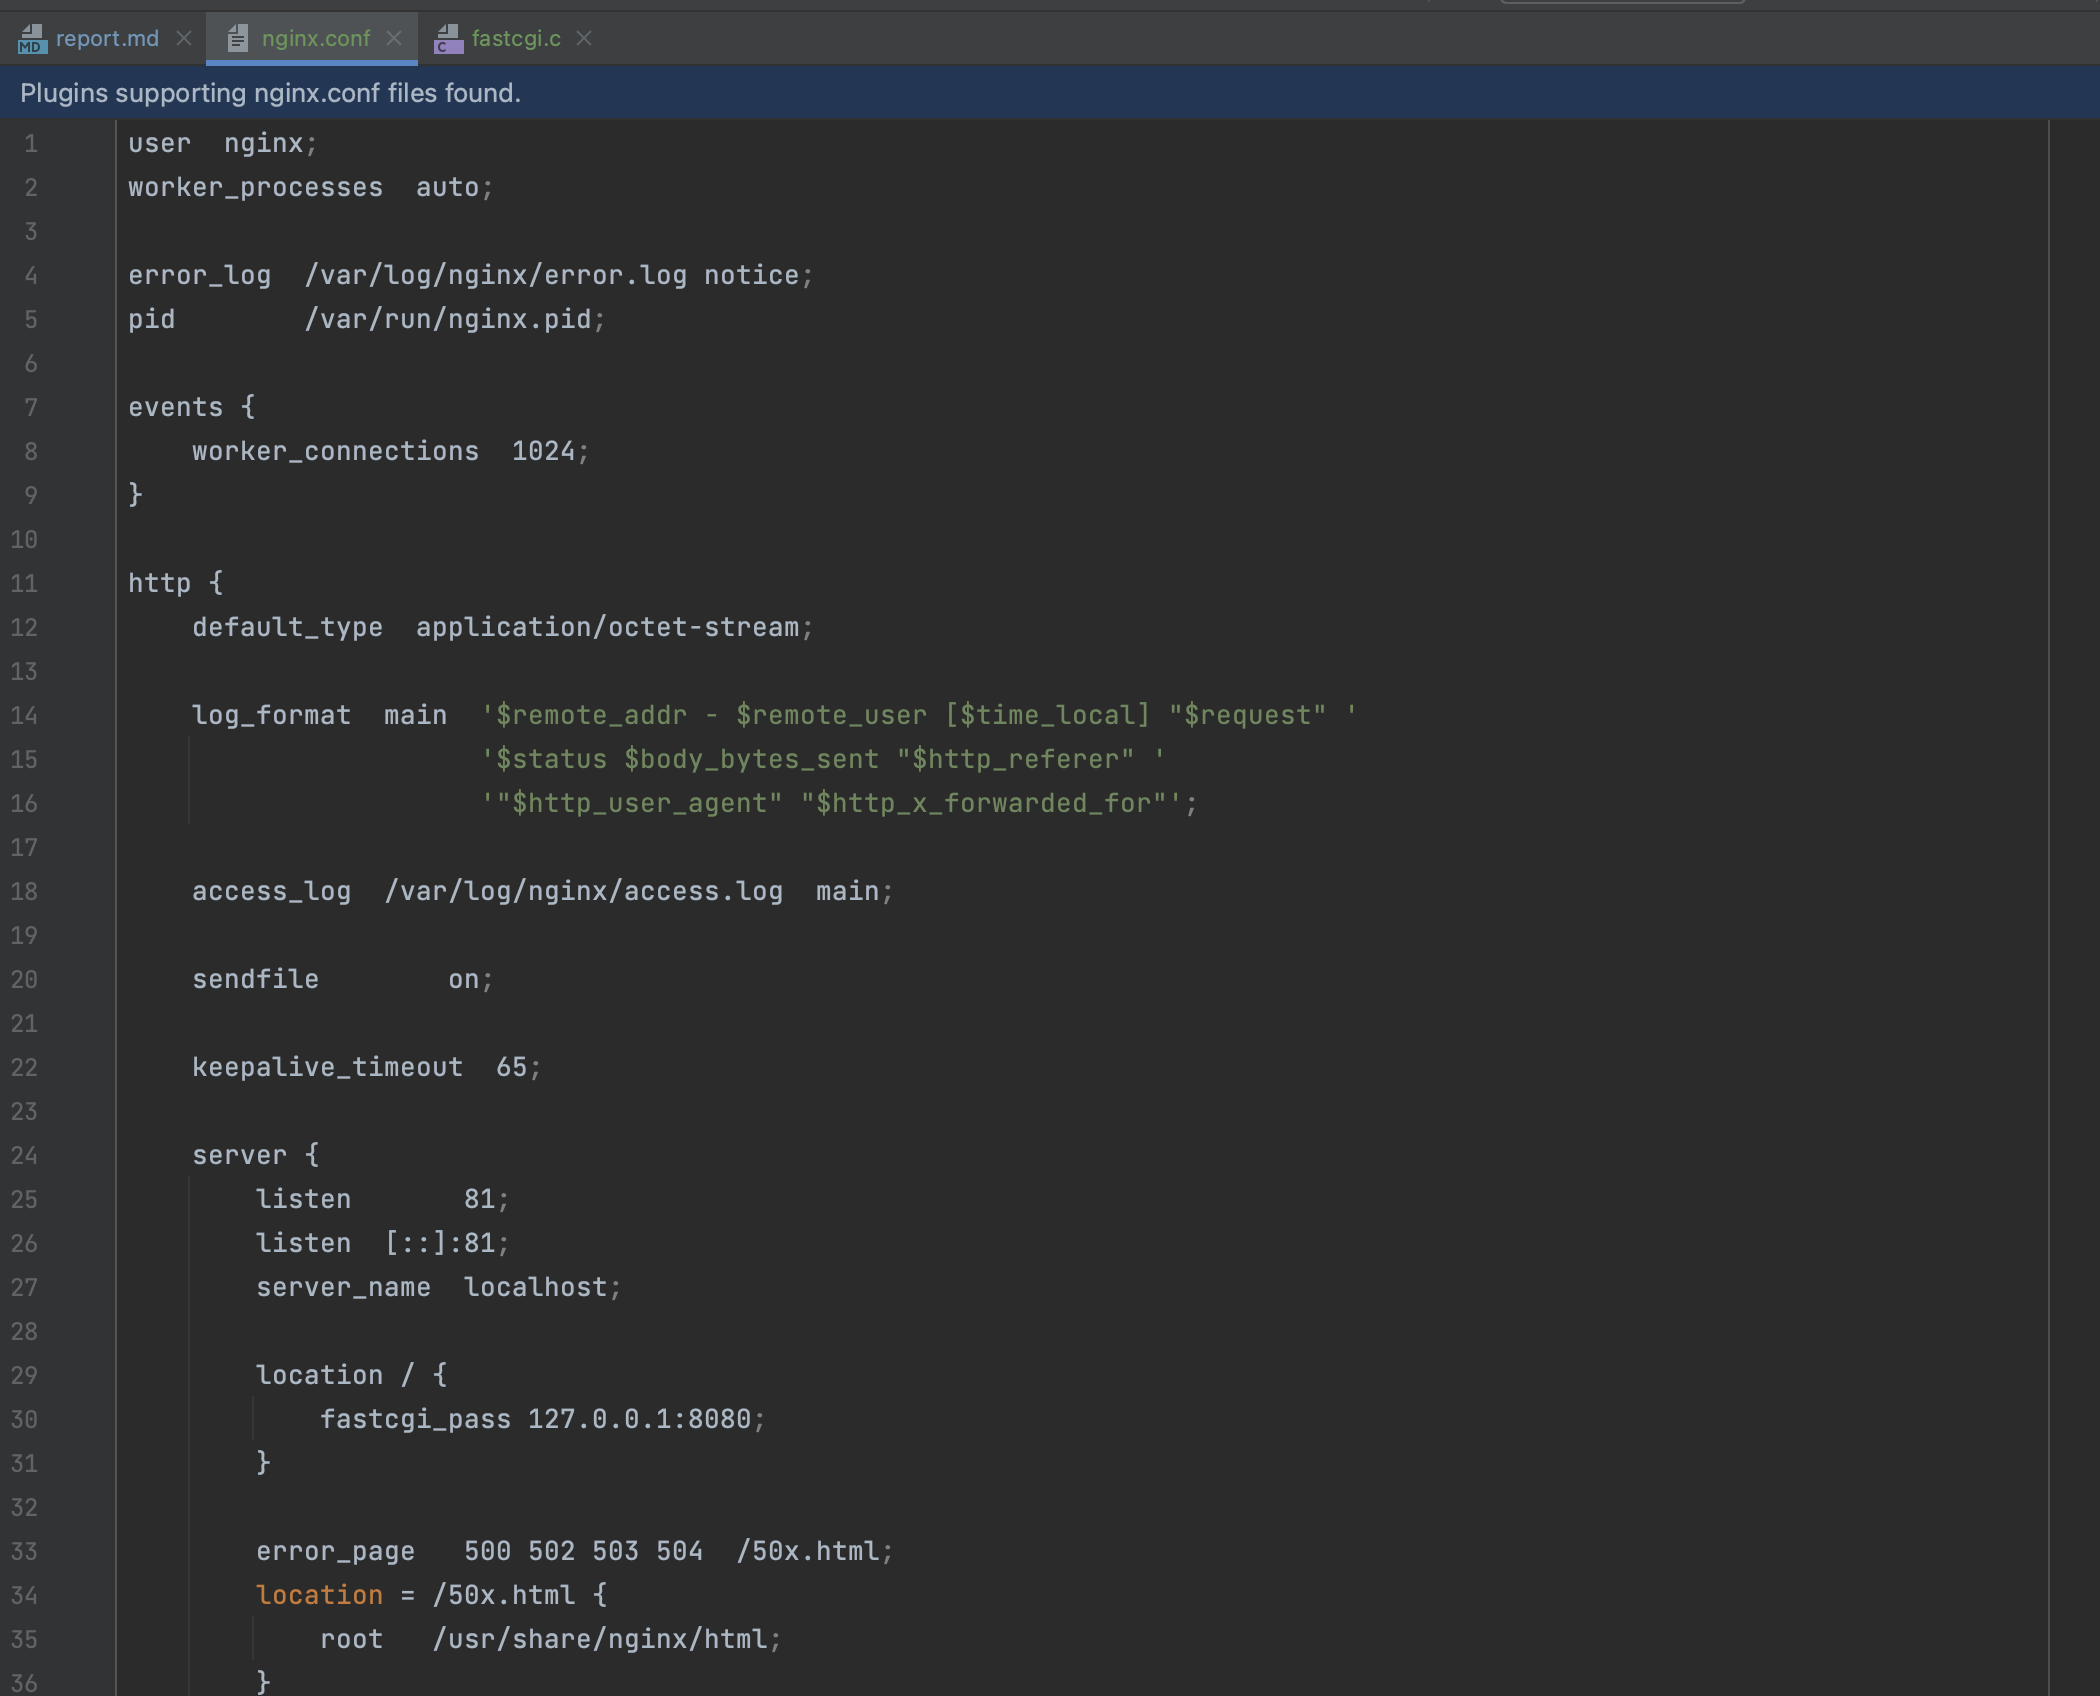 report.md
nginx.conf
fastcgi.c
Plugins supporting nginx.conf files found.
1 user  nginx;
2 worker_processes  auto;
3
4 error_log  /var/log/nginx/error.log notice;
5 pid        /var/run/nginx.pid;
6
7 events {
8     worker_connections  1024;
9 }
10
11 http {
12     default_type  application/octet-stream;
13
14     log_format  main  '$remote_addr - $remote_user [$time_local] "$request" '
15                       '$status $body_bytes_sent "$http_referer" '
16                       '"$http_user_agent" "$http_x_forwarded_for"';
17
18     access_log  /var/log/nginx/access.log  main;
19
20     sendfile        on;
21
22     keepalive_timeout  65;
23
24     server {
25         listen       81;
26         listen  [::]:81;
27         server_name  localhost;
28
29         location / {
30             fastcgi_pass 127.0.0.1:8080;
31         }
32
33         error_page   500 502 503 504  /50x.html;
34         location = /50x.html {
35             root   /usr/share/nginx/html;
36         }